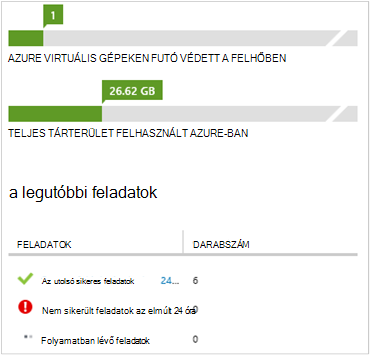 1
AZURE VIRTUÁLIS GÉPEKEN FUTÓ VÉDETT A FELHŐBEN
26.62 GB
TELJES TÁRTERÜLET FELHASZNÁLT AZURE-BAN
a legutóbbi feladatok
FELADATOK DARABSZÁM
Az utolsó sikeres feladatok 24... 6
Nem sikerült feladatok az elmúlt 24 óra 0
Folyamatban lévő feladatok 0